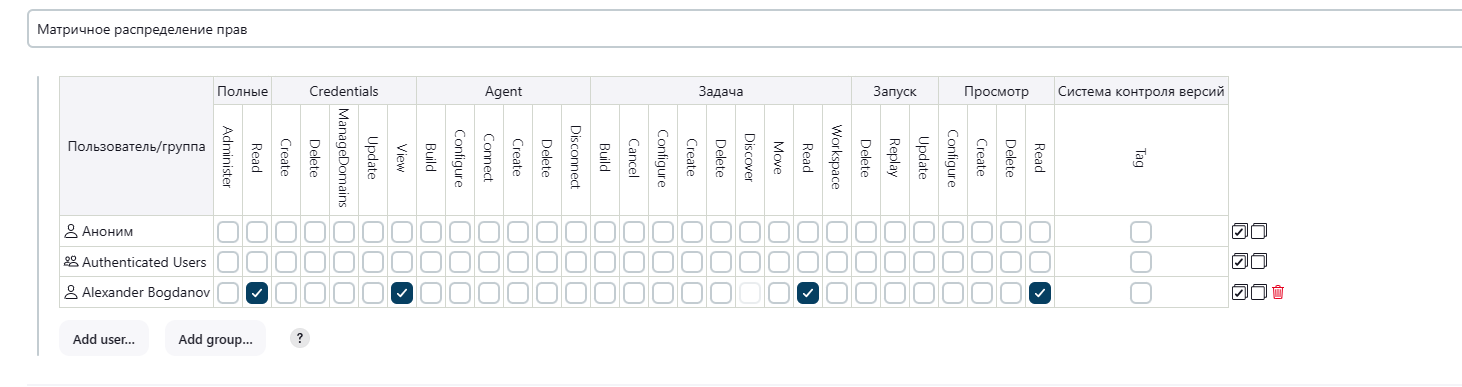 Матричное распределение прав
Пользователь/группа
Полные
Credentials
Agent
Задача
Запуск
Просмотр
Система контроля версий
Administer
Read
Create
Delete
ManageDomains
Update
View
Build
Configure
Connect
Create
Delete
Disconnect
Build
Cancel
Configure
Create
Delete
Discover
Move
Read
Workspace
Delete
Replay
Update
Configure
Create
Delete
Read
Tag
Аноним
Authenticated Users
Alexander Bogdanov
Add user...
Add group...
?